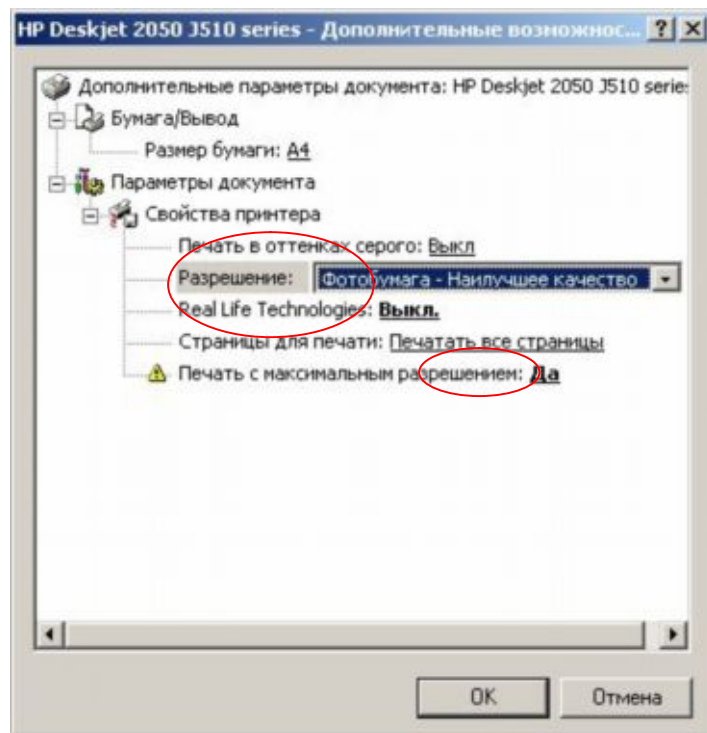 HP Deskjet 2050 J510 series - Дополнительные возможнос...
Дополнительные параметры документа: HP Deskjet 2050 J510 series
Бумага/Вывод
Размер бумаги: A4
Параметры документа
Свойства принтера
Печать в оттенках серого: Выкл
Разрешение: Фотобумага - Наилучшее качество
Real Life Technologies: Выкл.
Страницы для печати: Печатать все страницы
Печать с максимальным разрешением: Да
OK Отмена